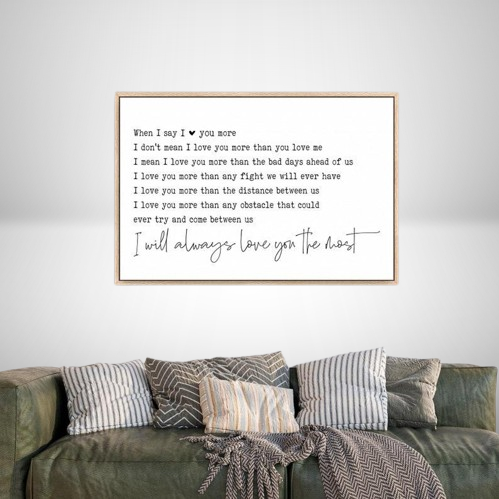 When I say I ♥ you more
I don't mean I love you more than you love me
I mean I love you more than the bad days ahead of us
I love you more than any fight we will ever have
I love you more than the distance between us
I love you more than any obstacle that could
ever try and come between us
I will always love you the most